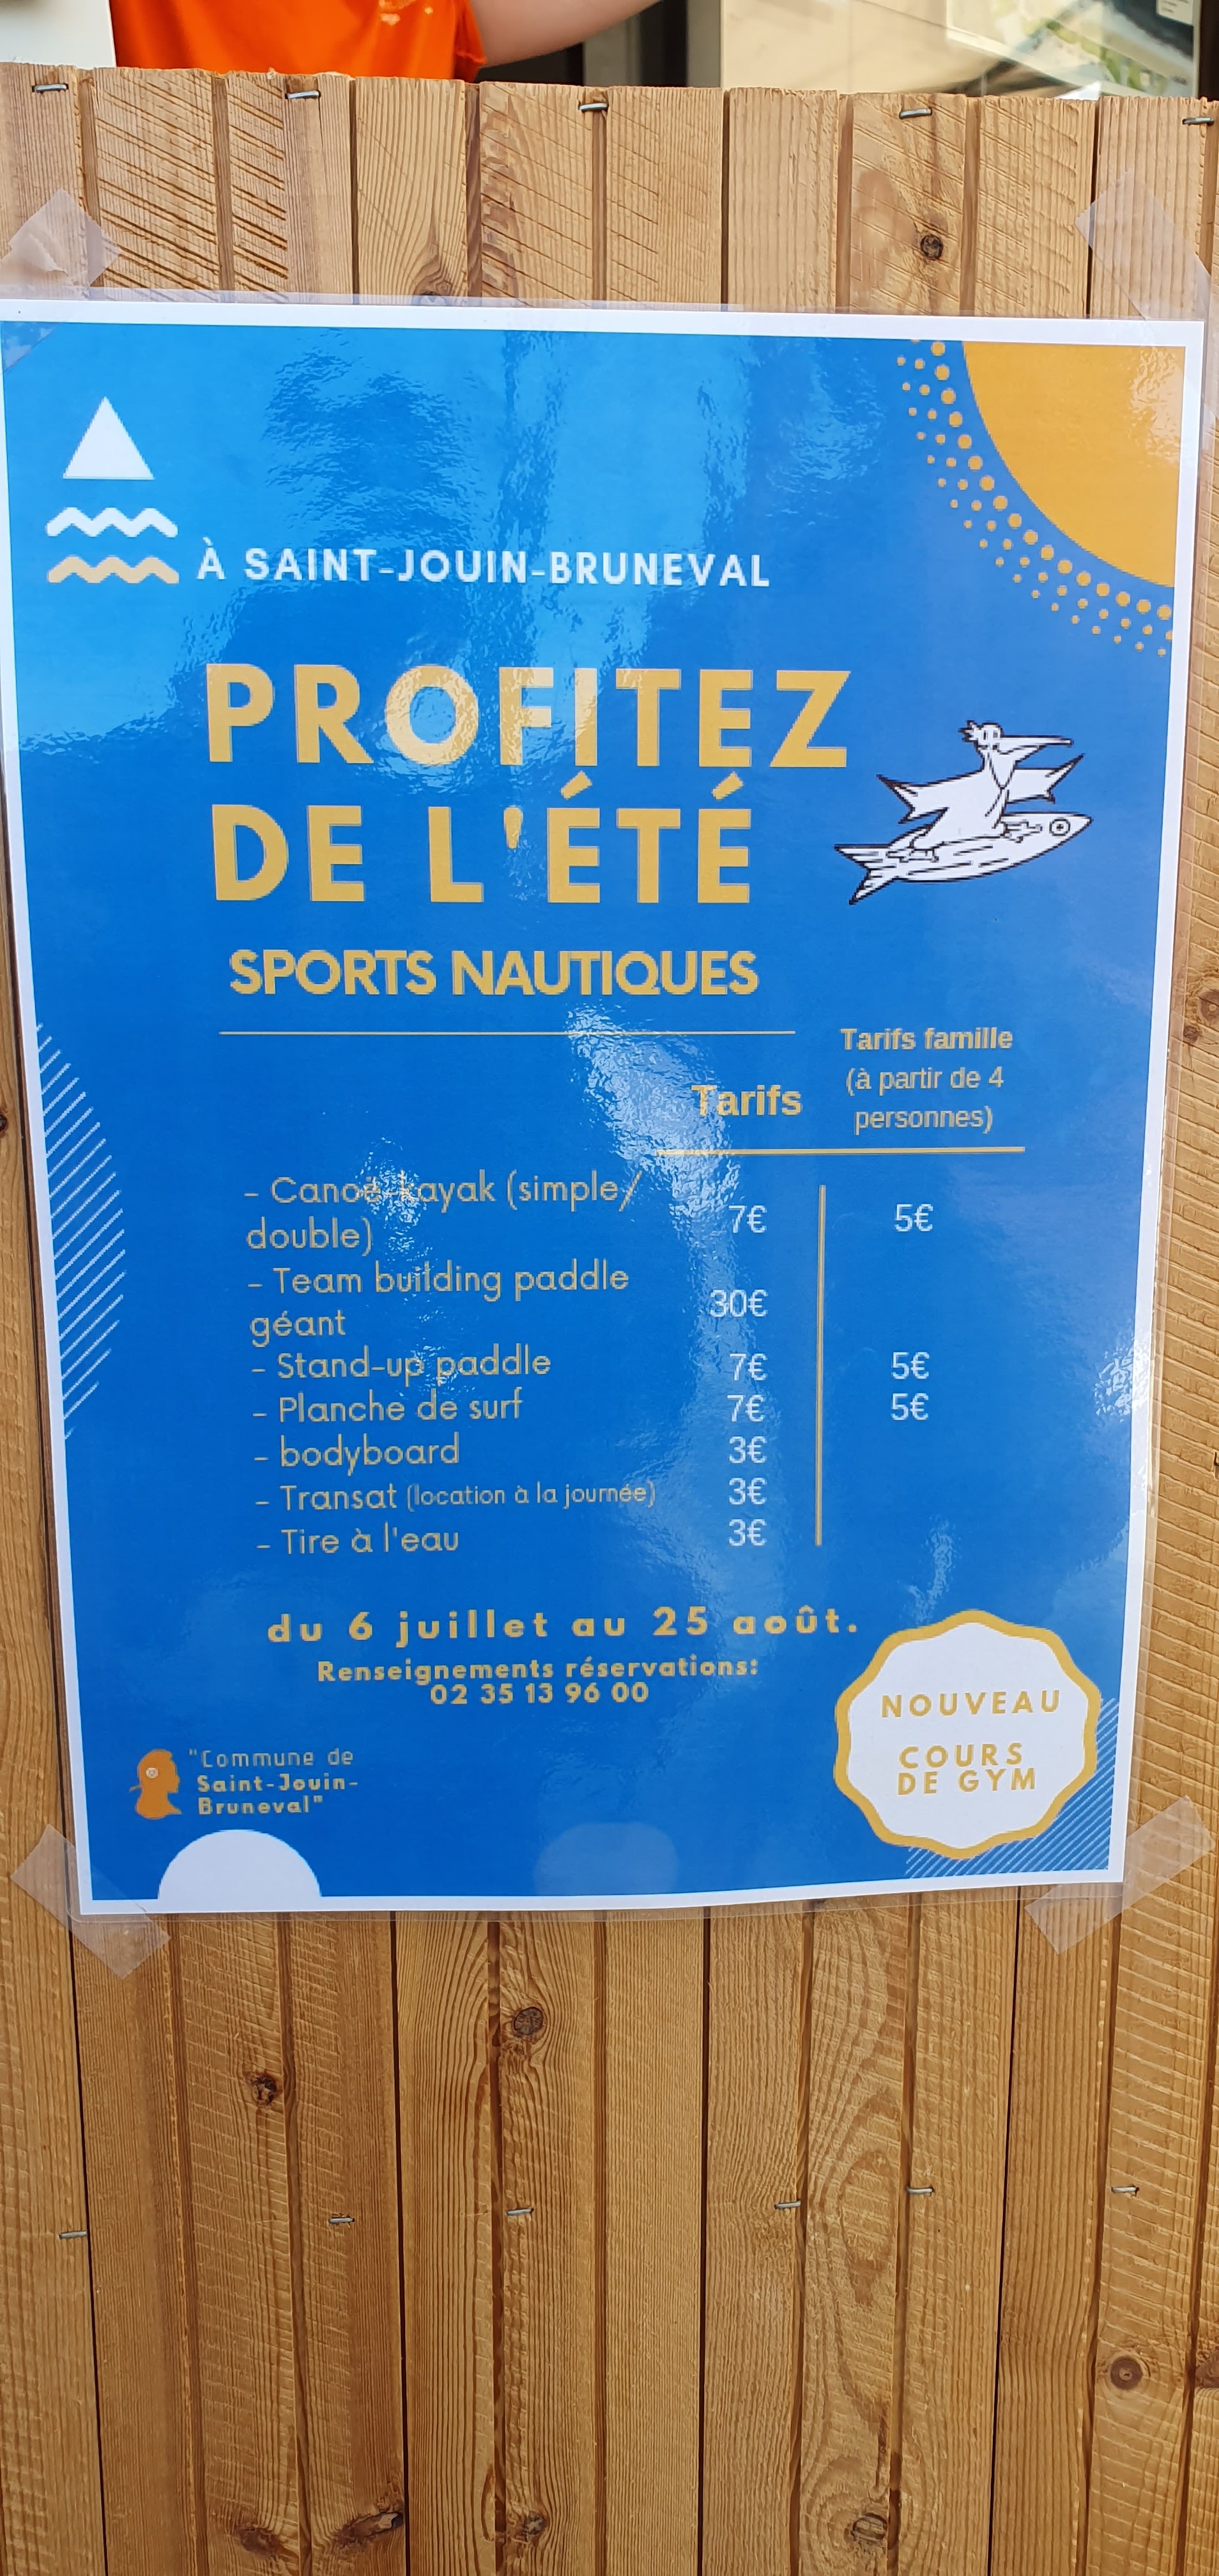 À SAINT-JOUIN-BRUNEVAL
PROFITEZ
DE L'ÉTÉ
SPORTS NAUTIQUES
Tarifs
Tarifs famille
(à partir de 4
personnes)
- Canoë-kayak (simple/
double) 7€ 5€
- Team building paddle
géant 30€
- Stand-up paddle 7€ 5€
- Planche de surf 7€ 5€
- bodyboard 3€
- Transat (location à la journée) 3€
- Tire à l'eau 3€
du 6 juillet au 25 août.
Renseignements réservations:
02 35 13 96 00
"Commune de
Saint-Jouin-
Bruneval"
NOUVEAU
COURS
DE GYM